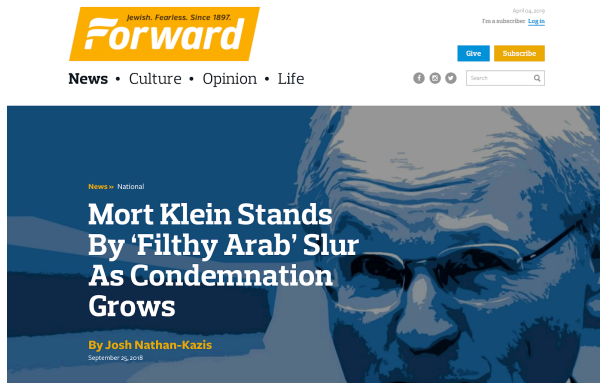 Jewish. Fearless. Since 1897.
Forward
April 04, 2019
I'm a subscriber Log in
Give Subscribe
News • Culture • Opinion • Life
Search
News » National
Mort Klein Stands
By ‘Filthy Arab’ Slur
As Condemnation
Grows
By Josh Nathan-Kazis
September 25, 2018